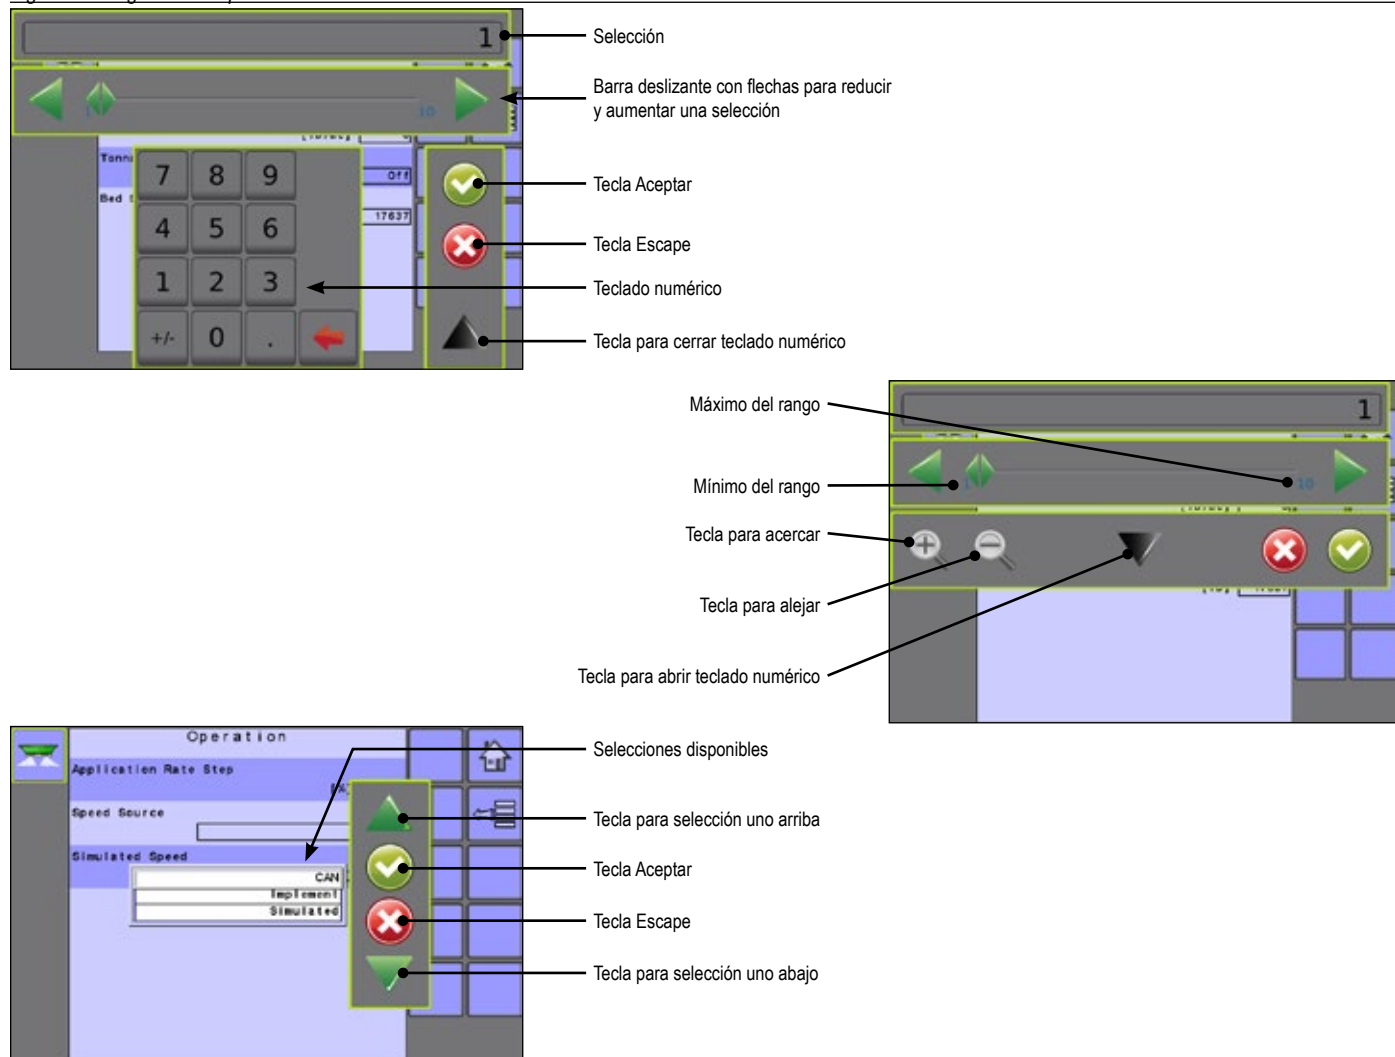 1
Selección
Barra deslizante con flechas para reducir
y aumentar una selección
1
10
Off
Bed
17637
7 8 9
4 5 6
1 2 3
+/- 0 .
Tecla Aceptar
Tecla Escape
Teclado numérico
Tecla para cerrar teclado numérico
Máximo del rango
1
Mínimo del rango
1
10
Tecla para acercar
Tecla para alejar
Tecla para abrir teclado numérico
Operation
Application Rate Step
Speed Source
Simulated Speed
CAN
Implement
Simulated
Selecciones disponibles
Tecla para selección uno arriba
Tecla Aceptar
Tecla Escape
Tecla para selección uno abajo